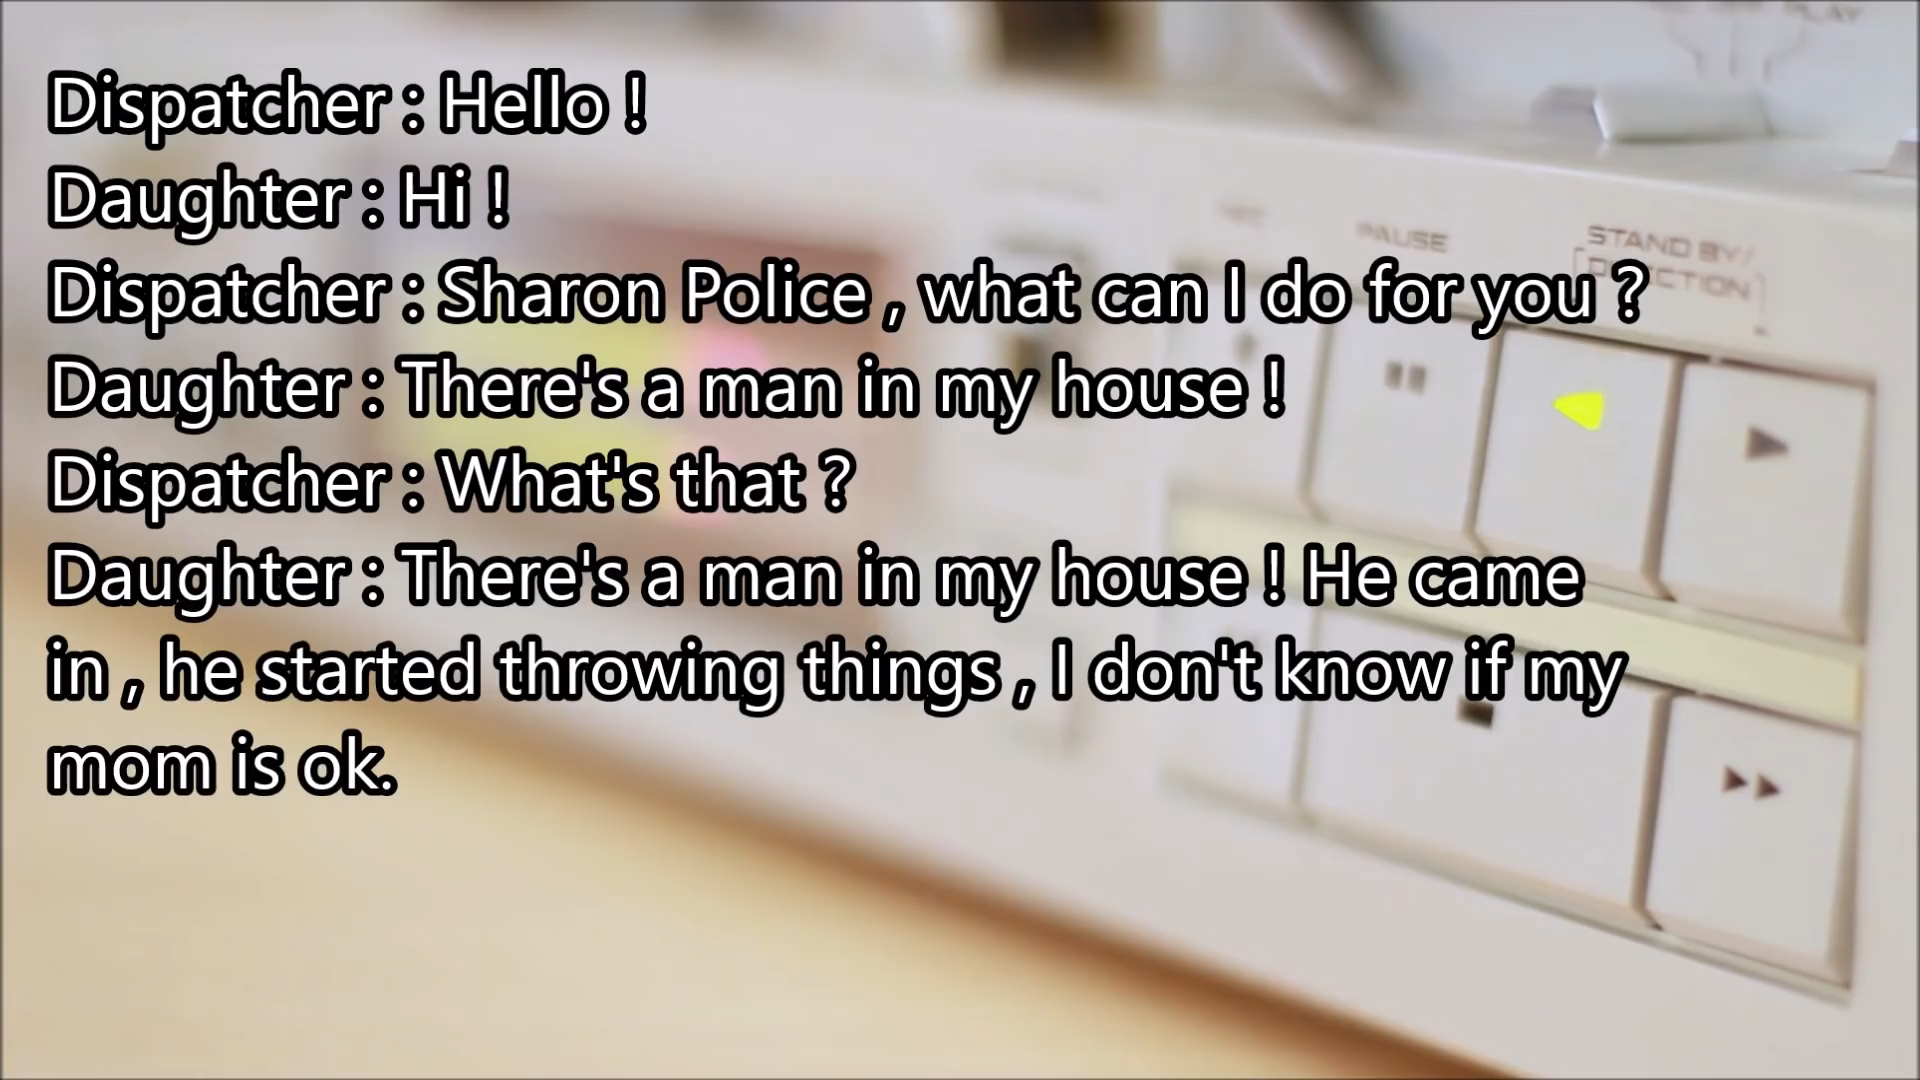 PLAY
Dispatcher : Hello !
Daughter : Hi !
PAUSE
STAND BY/
Dispatcher : Sharon Police , what can I do for you ?
Daughter : There's a man in my house !
Dispatcher : What's that ?
Daughter : There's a man in my house ! He came
in , he started throwing things , I don't know if my
mom is ok.